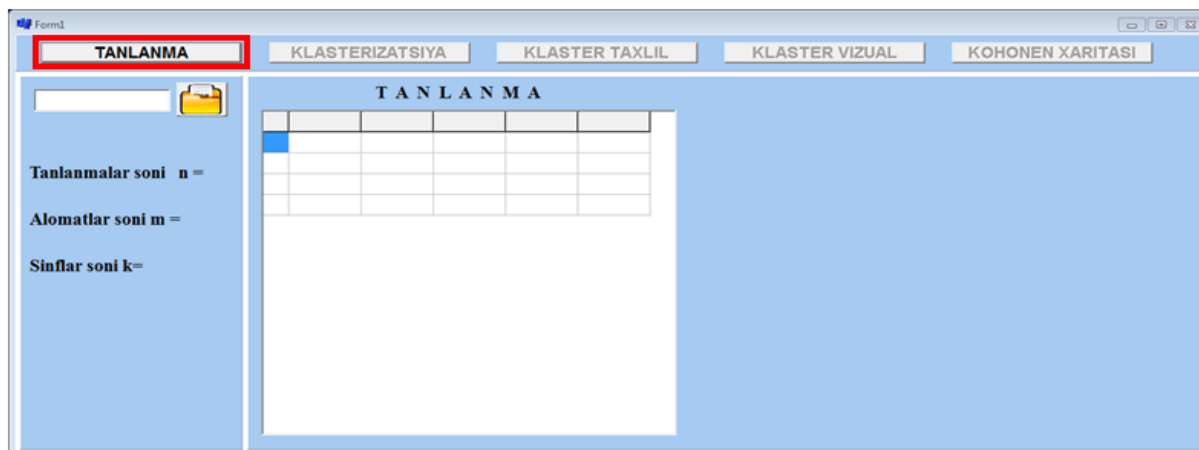 Form1
TANLANMA KLASTERIZATSIYA KLASTER TAXLIL KLASTER VIZUAL KOHONEN XARITASI
T A N L A N M A
Tanlanmalar soni n =
Alomatlar soni m =
Sinflar soni k=